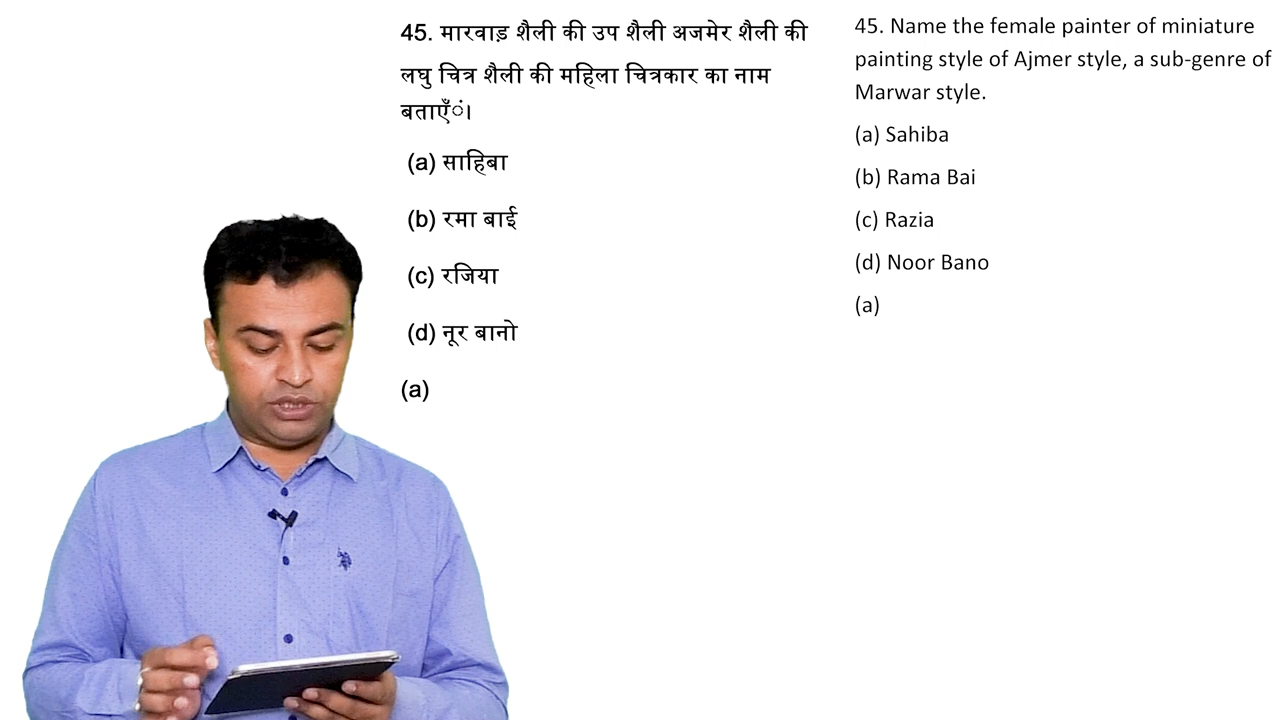 45. मारवाड़ शैली की उप शैली अजमेर शैली की
लघु चित्र शैली की महिला चित्रकार का नाम
बताएँं।
(a) साहिबा
(b) रमा बाई
(c) रजिया
(d) नूर बानो
(a)
45. Name the female painter of miniature
painting style of Ajmer style, a sub-genre of
Marwar style.
(a) Sahiba
(b) Rama Bai
(c) Razia
(d) Noor Bano
(a)